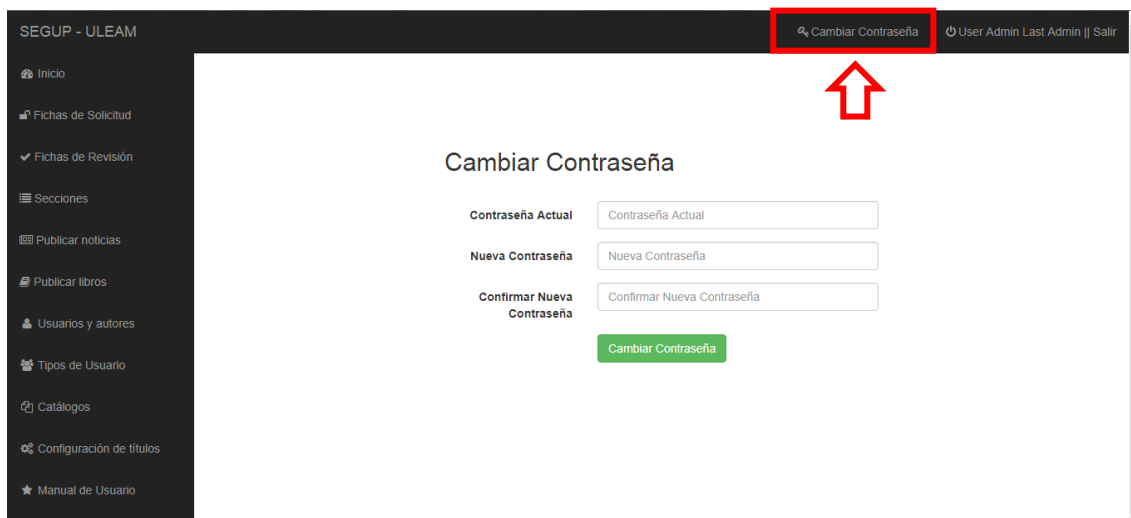 SEGUP - ULEAM
Cambiar Contraseña
User Admin Last Admin || Salir
Inicio
Fichas de Solicitud
Fichas de Revisión
Secciones
Publicar noticias
Publicar libros
Usuarios y autores
Tipos de Usuario
Catálogos
Configuración de títulos
Manual de Usuario
Cambiar Contraseña
Contraseña Actual
Contraseña Actual
Nueva Contraseña
Nueva Contraseña
Confirmar Nueva
Contraseña
Confirmar Nueva Contraseña
Cambiar Contraseña